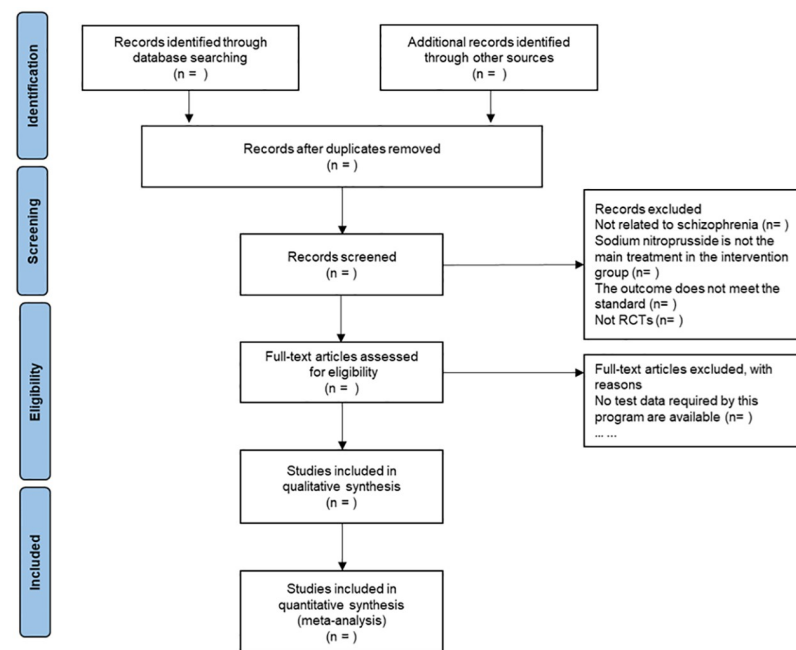 Identification
Records identified through
database searching
(n =  )
Additional records identified
through other sources
(n =  )
Records after duplicates removed
(n = )
Screening
Records screened
(n = )
Records excluded
Not related to schizophrenia (n= )
Sodium nitroprusside is not the
main treatment in the intervention
group (n= )
The outcome does not meet the
standard (n= )
Not RCTs (n= )
Eligibility
Full-text articles assessed
for eligibility
(n =  )
Full-text articles excluded, with
reasons
No test data required by this
program are available (n= )
... ...
Studies included in
qualitative synthesis
(n = )
Included
Studies included in
quantitative synthesis
(meta-analysis)
(n = )